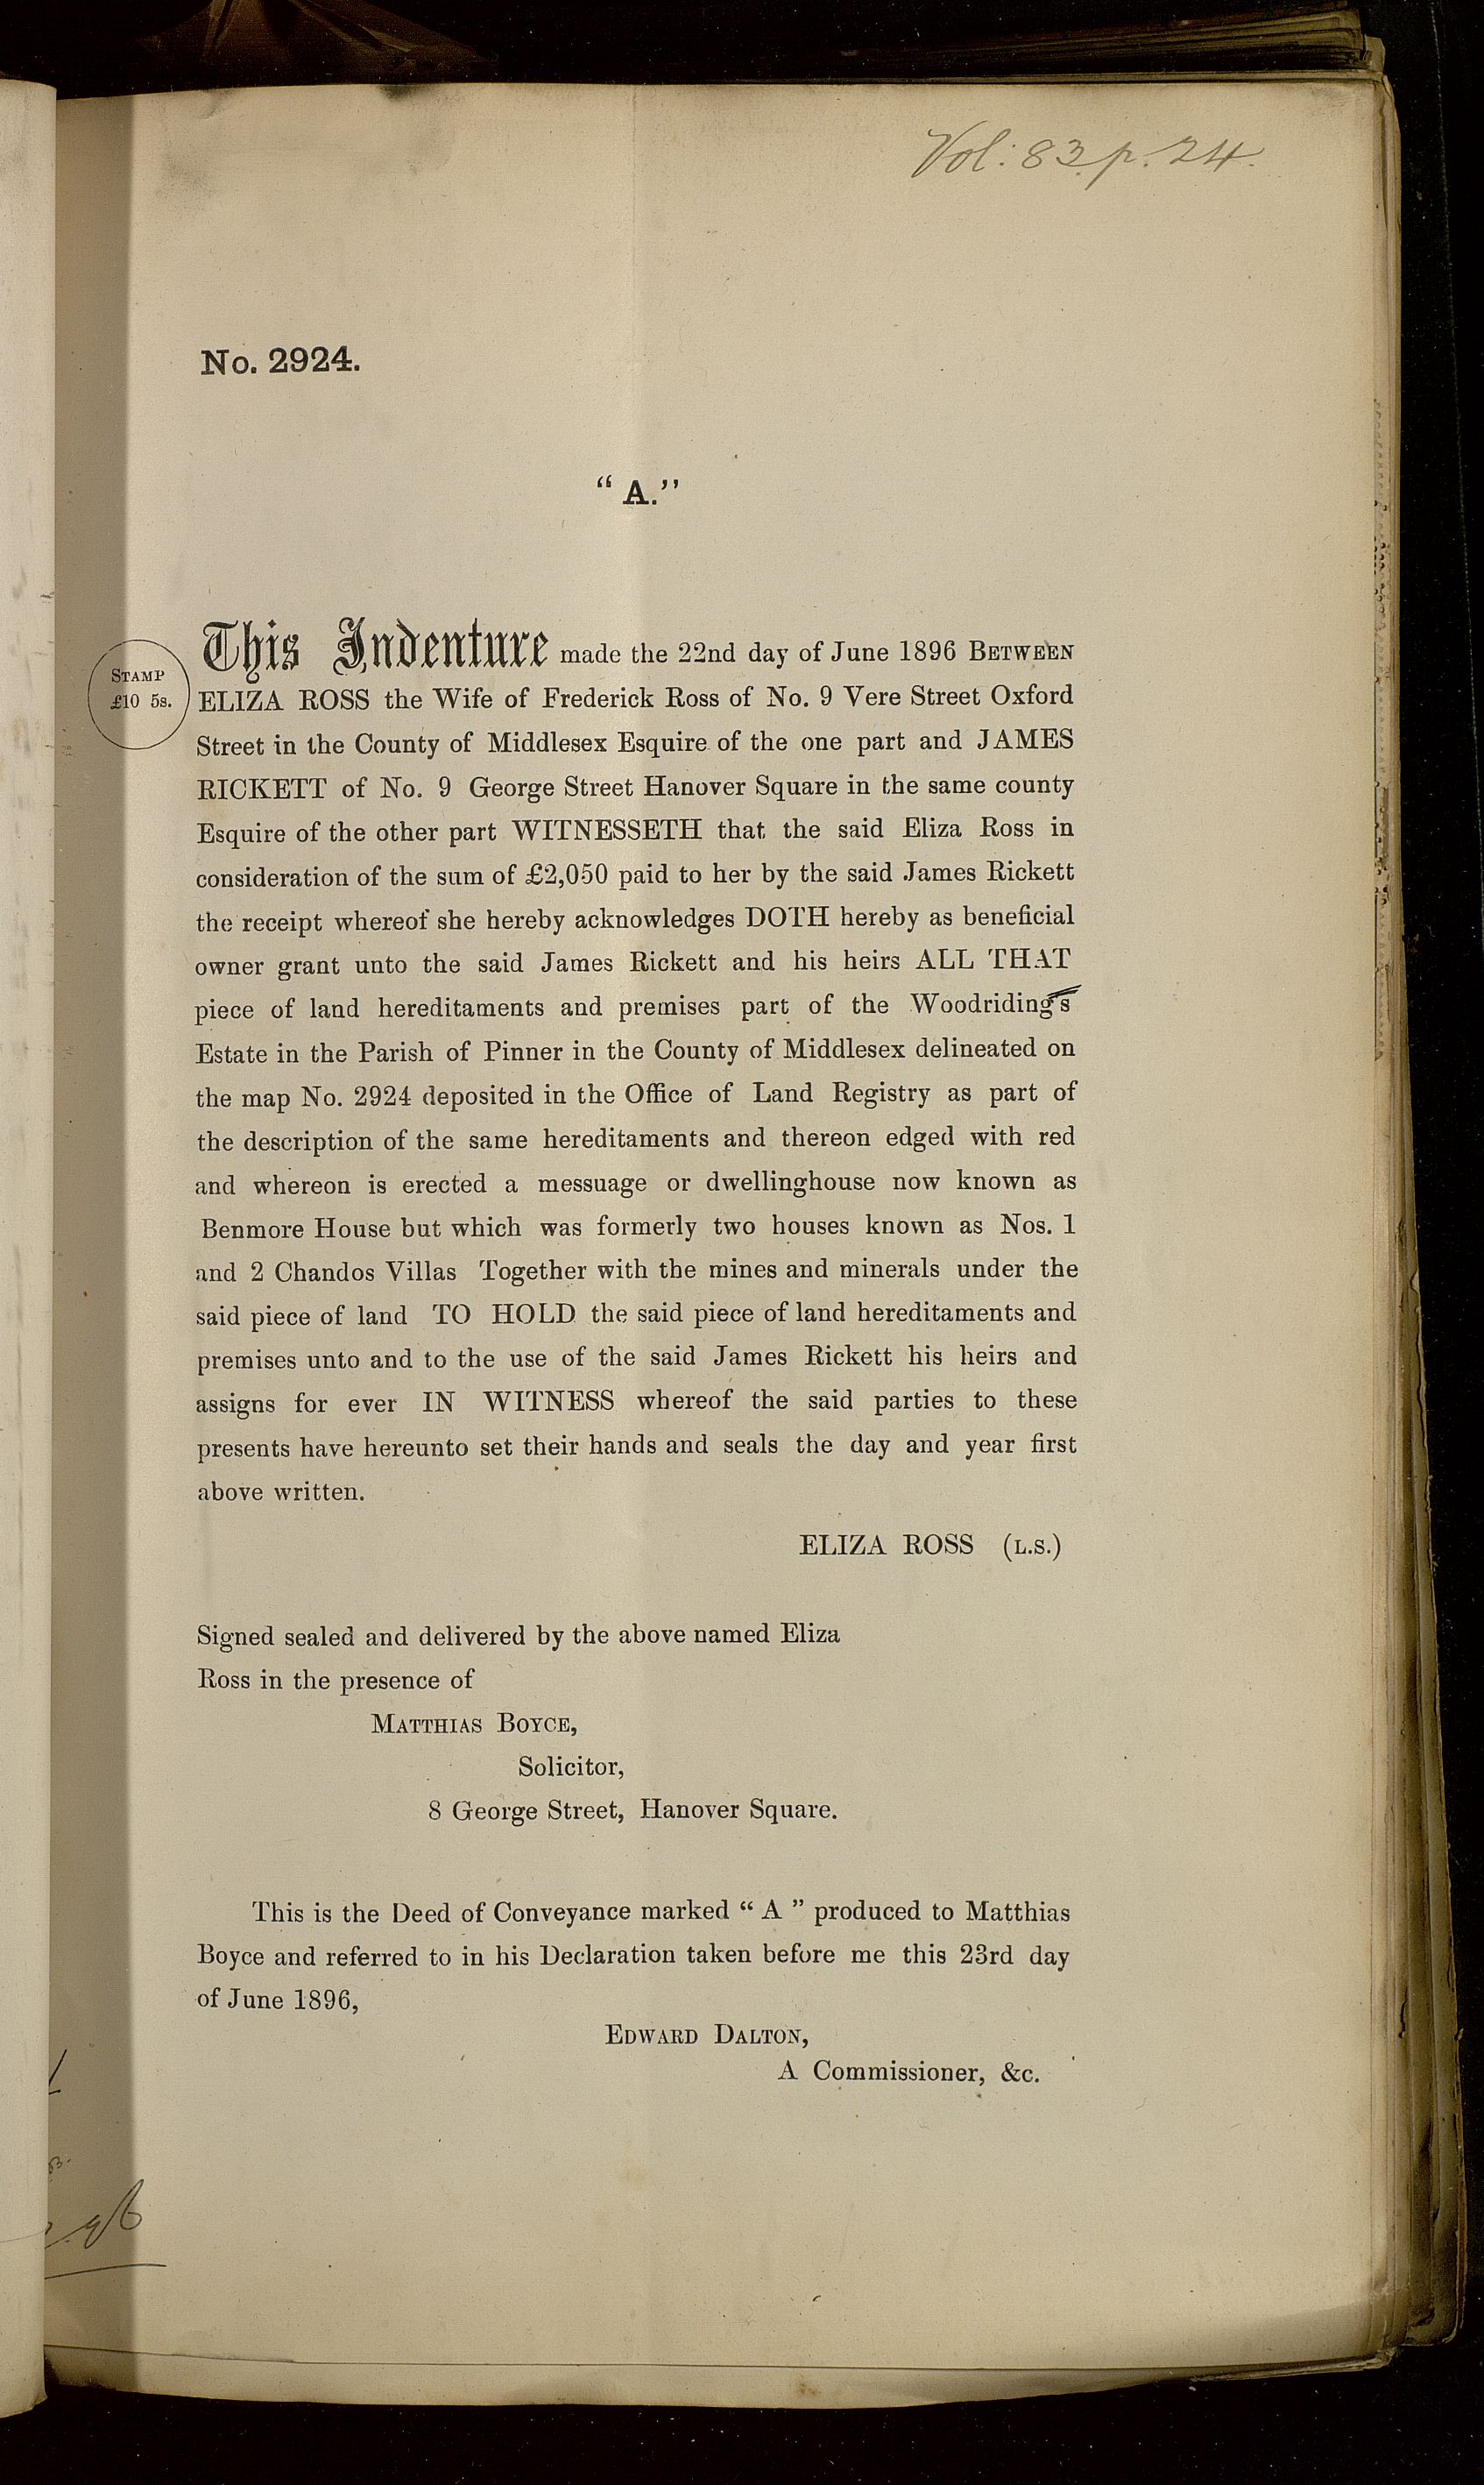 Vol: 83. p. 24.
No. 2924.
“A.”
STAMP
£10 5s.
This Indenture made the 22nd day of June 1896 BETWEEN
ELIZA ROSS the Wife of Frederick Ross of No. 9 Vere Street Oxford
Street in the County of Middlesex Esquire of the one part and JAMES
RICKETT of No. 9 George Street Hanover Square in the same county
Esquire of the other part WITNESSETH that the said Eliza Ross in
consideration of the sum of £2,050 paid to her by the said James Rickett
the receipt whereof she hereby acknowledges DOTH hereby as beneficial
owner grant unto the said James Rickett and his heirs ALL THAT
piece of land hereditaments and premises part of the Woodridings
Estate in the Parish of Pinner in the County of Middlesex delineated on
the map No. 2924 deposited in the Office of Land Registry as part of
the description of the same hereditaments and thereon edged with red
and whereon is erected a messuage or dwellinghouse now known as
Benmore House but which was formerly two houses known as Nos. 1
and 2 Chandos Villas Together with the mines and minerals under the
said piece of land TO HOLD the said piece of land hereditaments and
premises unto and to the use of the said James Rickett his heirs and
assigns for ever IN WITNESS whereof the said parties to these
presents have hereunto set their hands and seals the day and year first
above written.
ELIZA ROSS (L.S.)
Signed sealed and delivered by the above named Eliza
Ross in the presence of
MATTHIAS BOYCE,
Solicitor,
8 George Street, Hanover Square.
This is the Deed of Conveyance marked “ A ” produced to Matthias
Boyce and referred to in his Declaration taken before me this 23rd day
of June 1896,
EDWARD DALTON,
A Commissioner, &c.